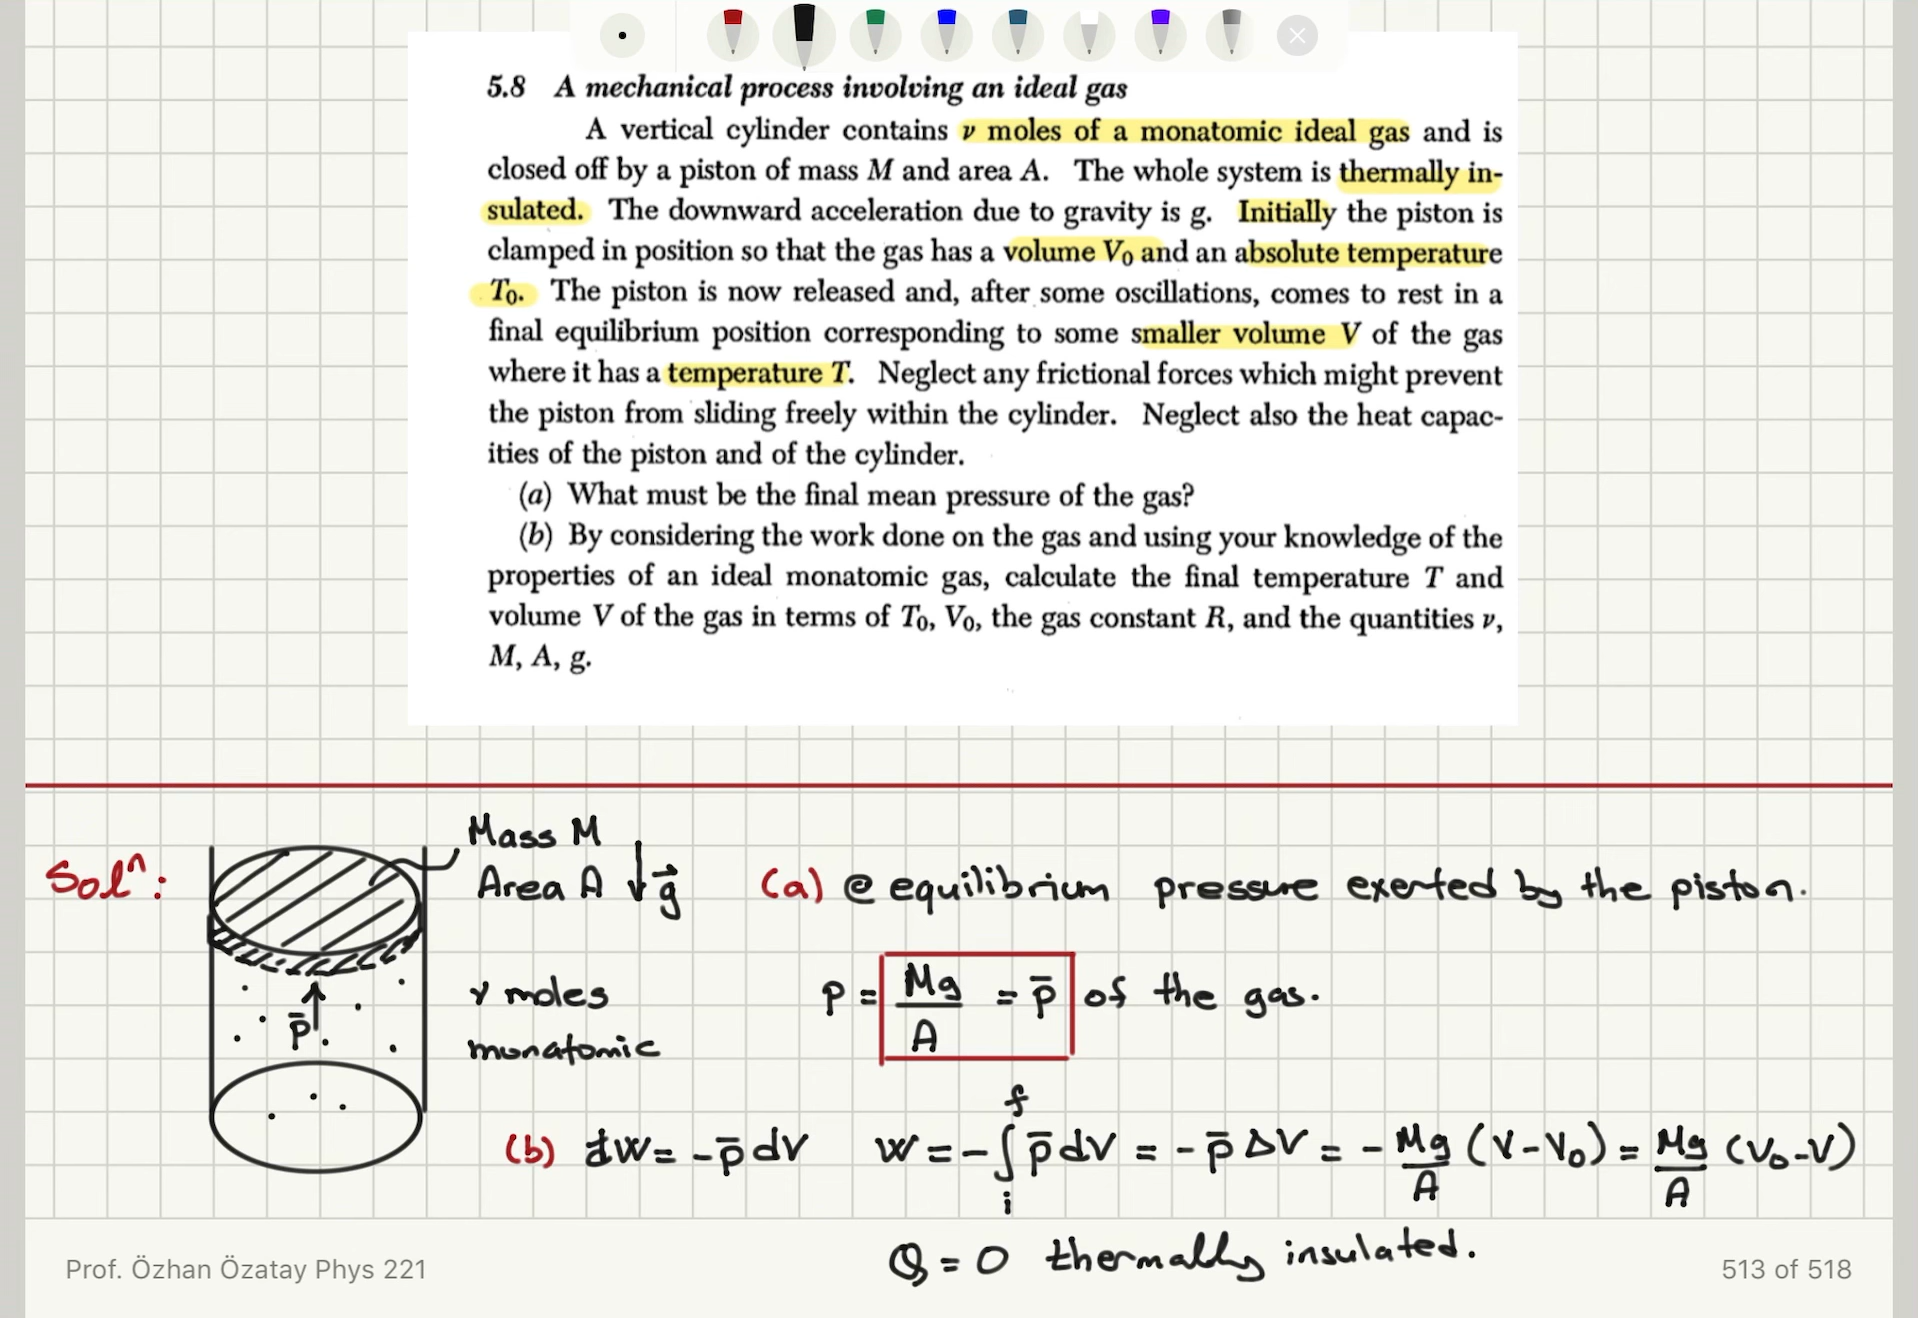 5.8 A mechanical process involving an ideal gas
A vertical cylinder contains ν moles of a monatomic ideal gas and is
closed off by a piston of mass M and area A. The whole system is thermally in-
sulated. The downward acceleration due to gravity is g. Initially the piston is
clamped in position so that the gas has a volume V₀ and an absolute temperature
T₀. The piston is now released and, after some oscillations, comes to rest in a
final equilibrium position corresponding to some smaller volume V of the gas
where it has a temperature T. Neglect any frictional forces which might prevent
the piston from sliding freely within the cylinder. Neglect also the heat capac-
ities of the piston and of the cylinder.
(a) What must be the final mean pressure of the gas?
(b) By considering the work done on the gas and using your knowledge of the
properties of an ideal monatomic gas, calculate the final temperature T and
volume V of the gas in terms of T₀, V₀, the gas constant R, and the quantities ν,
M, A, g.
Solⁿ:
Mass M
Area A ↓g⃗
ν moles
monatomic
p̄
(a) @ equilibrium pressure exerted by the piston.
P = Mg/A = p̄ of the gas.
(b) đW = -p̄dV W = -∫ᵢᶠ p̄dV = -p̄ΔV = -Mg/A (V-V₀) = Mg/A (V₀-V)
Q = 0 thermally insulated.
Prof. Özhan Özatay Phys 221
513 of 518